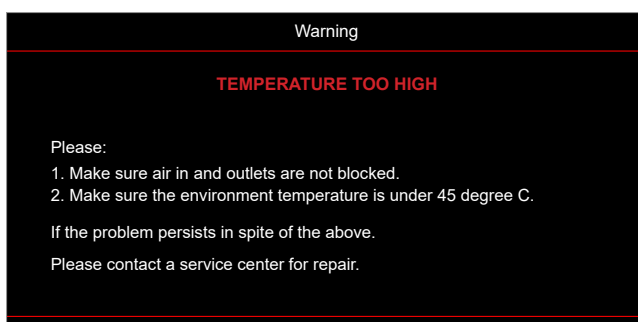 Warning
TEMPERATURE TOO HIGH
Please:
1. Make sure air in and outlets are not blocked.
2. Make sure the environment temperature is under 45 degree C.
If the problem persists in spite of the above.
Please contact a service center for repair.